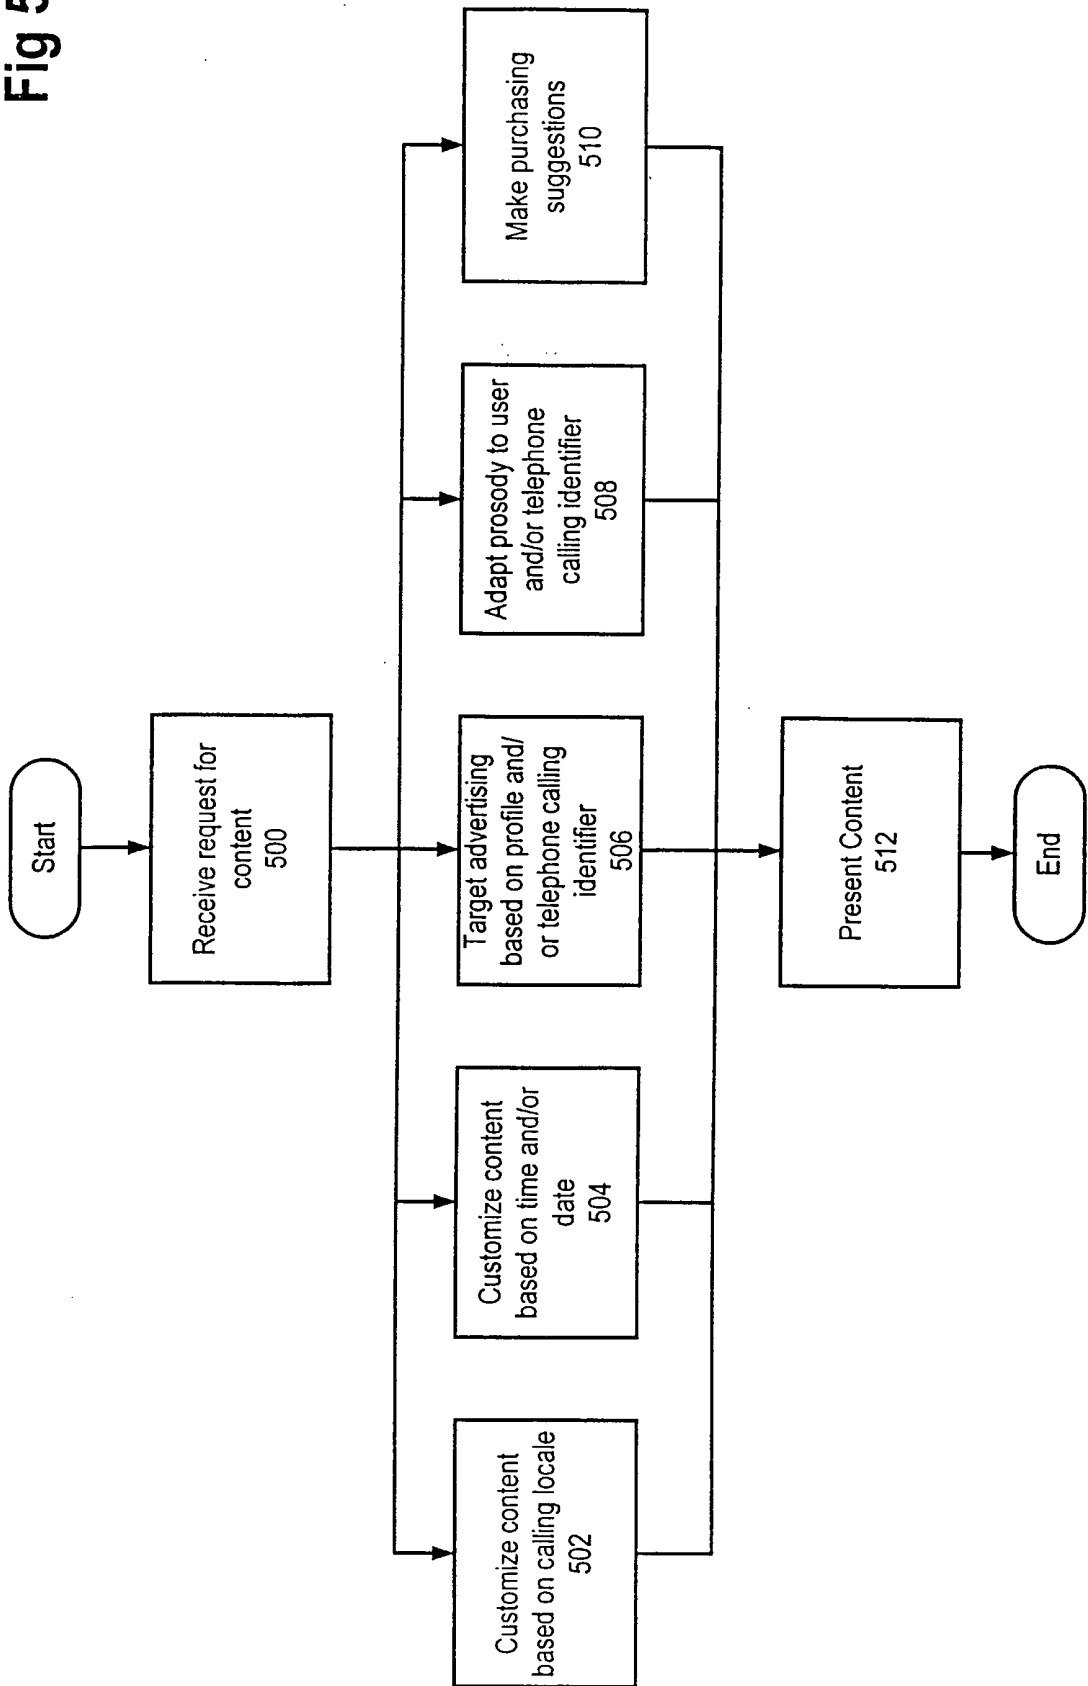 Fig 5
Start
Receive request for
content
500
Customize content
based on calling locale
502
Customize content
based on time and/or
date
504
Target advertising
based on profile and/
or telephone calling
identifier
506
Adapt prosody to user
and/or telephone
calling identifier
508
Make purchasing
suggestions
510
Present Content
512
End